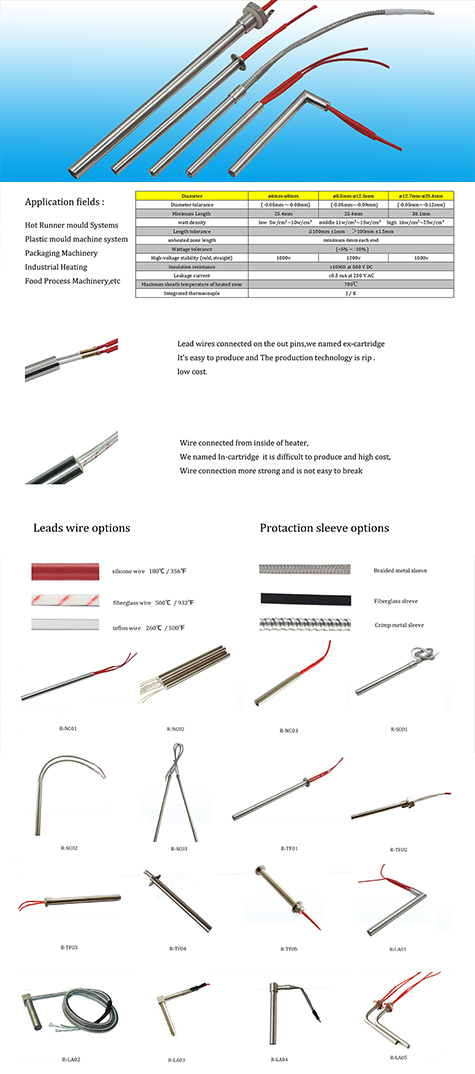 Application fields :
Hot Runner mould Systems
Plastic mould machine system
Packaging Machinery
Industrial Heating
Food Process Machinery,etc
Diameter ø6mm-ø8mm ø8.5mm-ø12.5mm ø12.7mm-ø25.4mm
Diameter tolarance (-0.05mm~-0.08mm) (-0.05mm~-0.09mm) (-0.05mm~-0.12mm)
Minimum Length 25.4mm 25.4mm 38.1mm
watt density low 5w/cm²~10w/cm² middle 11w/cm²~15w/cm² high 16w/cm²~25w/cm²
Length tolerance ≤100mm ±1mm >100mm ±1.5mm
unheated zone length minimum 6mm each end
Wattage tolerance (+5% ~ -10%)
High-voltage stability (cold, straight) 1000v 1200v 1500v
Insulation resistance ≥10MΩ at 500 V DC
Leakage current ≤0.5 mA at 230 V AC
Maximum sheath temperature of heated zone 700℃
Integrated thermocouple J / K
Lead wires connected on the out pins,we named ex-cartridge
It's easy to produce and The production technology is rip .
low cost.
Wire connected from inside of heater,
We named In-cartridge it is difficult to produce and high cost,
Wire connection more strong and is not easy to break
Leads wire options
Protaction sleeve options
silicone wire 180℃ / 356℉
Braided metal sleeve
fiberglass wire 500℃ / 932℉
Fiberglass sleeve
teflon wire 260℃ / 500℉
Crimp metal sleeve
R-NC01
R-NC02
R-NC03
R-SC01
R-SC02
R-SC03
R-TF01
R-TF02
R-TF03
R-TF04
R-TF05
R-LA01
R-LA02
R-LA03
R-LA04
R-LA05